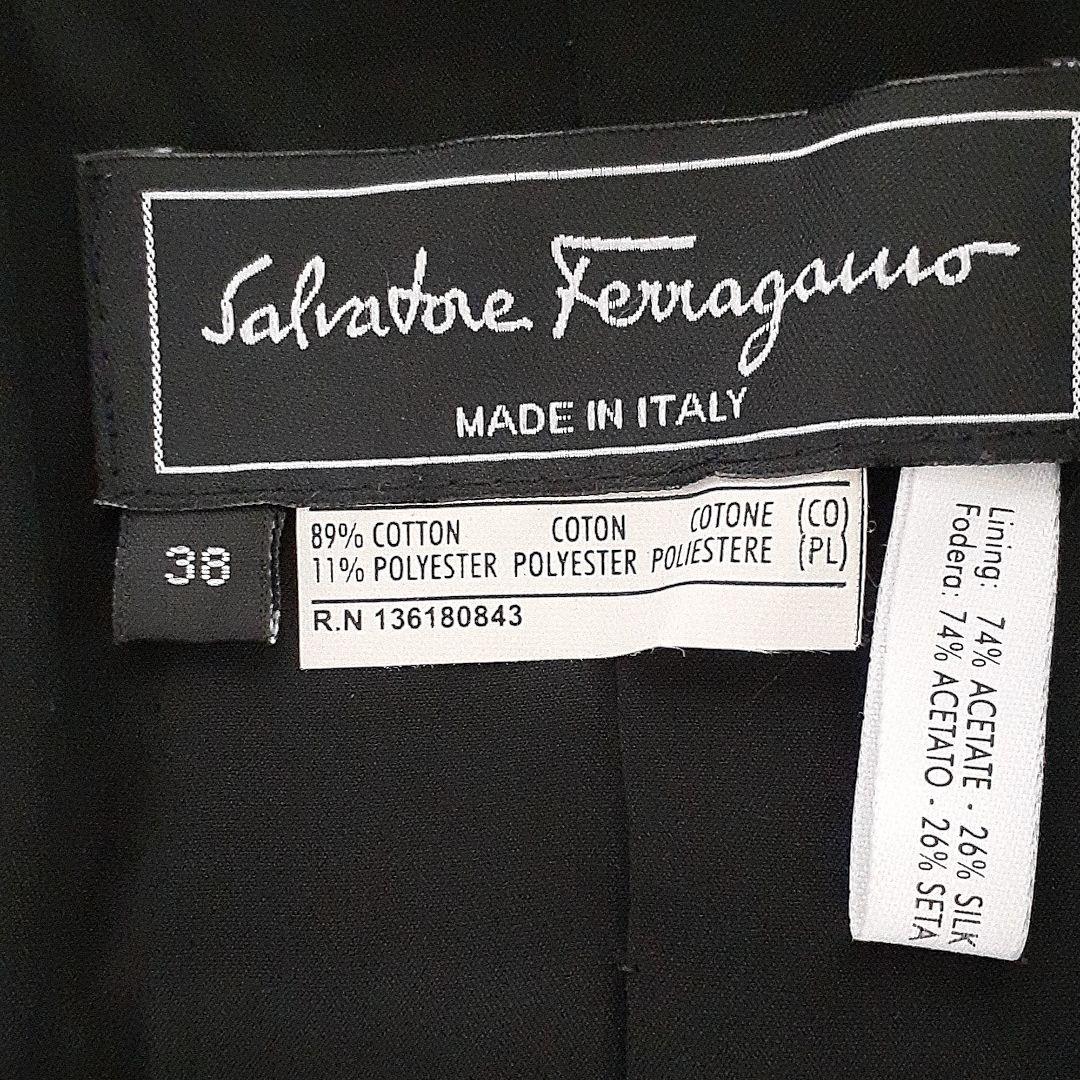 Salvatore Ferragamo
MADE IN ITALY
38
89% COTTON COTON COTONE (CO)
11% POLYESTER POLYESTER POLIESTERE (PL)
R.N 136180843
Lining: 74% ACETATE · 26% SILK
Fodera: 74% ACETATO · 26% SETA